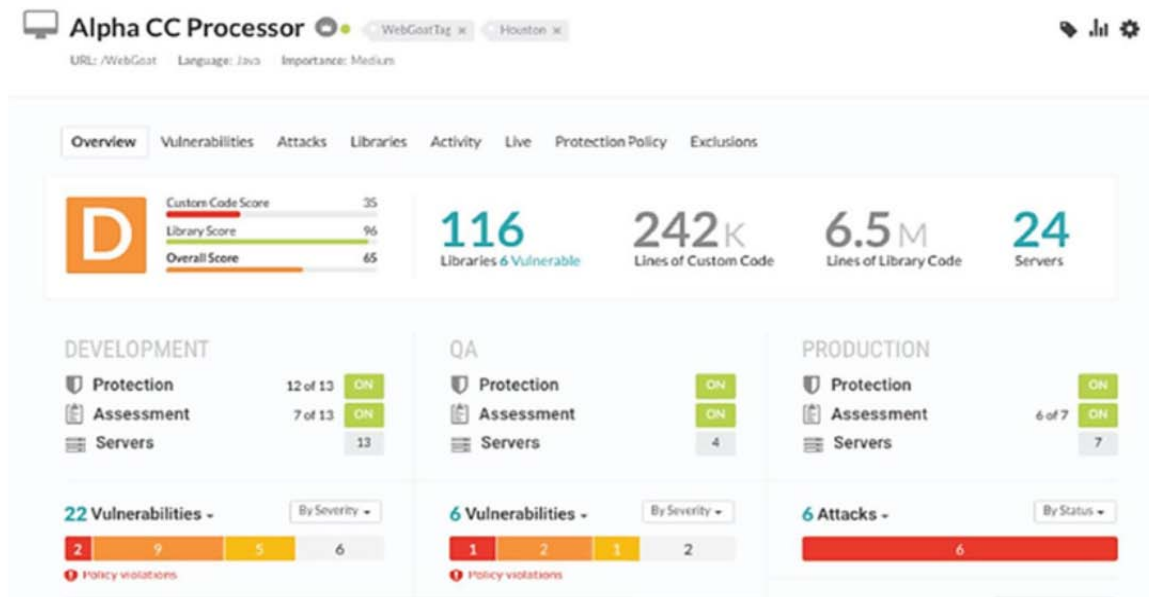 Alpha CC Processor WebGoatTag × Houston ×
URL: /WebGoat Language: Java Importance: Medium
Overview Vulnerabilities Attacks Libraries Activity Live Protection Policy Exclusions
D
Custom Code Score 35
Library Score 96
Overall Score 65
116
Libraries 6 Vulnerable
242K
Lines of Custom Code
6.5M
Lines of Library Code
24
Servers
DEVELOPMENT
Protection 12 of 13 ON
Assessment 7 of 13 ON
Servers 13
22 Vulnerabilities By Severity
2 9 5 6
Policy violations
QA
Protection ON
Assessment ON
Servers 4
6 Vulnerabilities By Severity
1 2 1 2
Policy violations
PRODUCTION
Protection ON
Assessment 6 of 7 ON
Servers 7
6 Attacks By Status
6